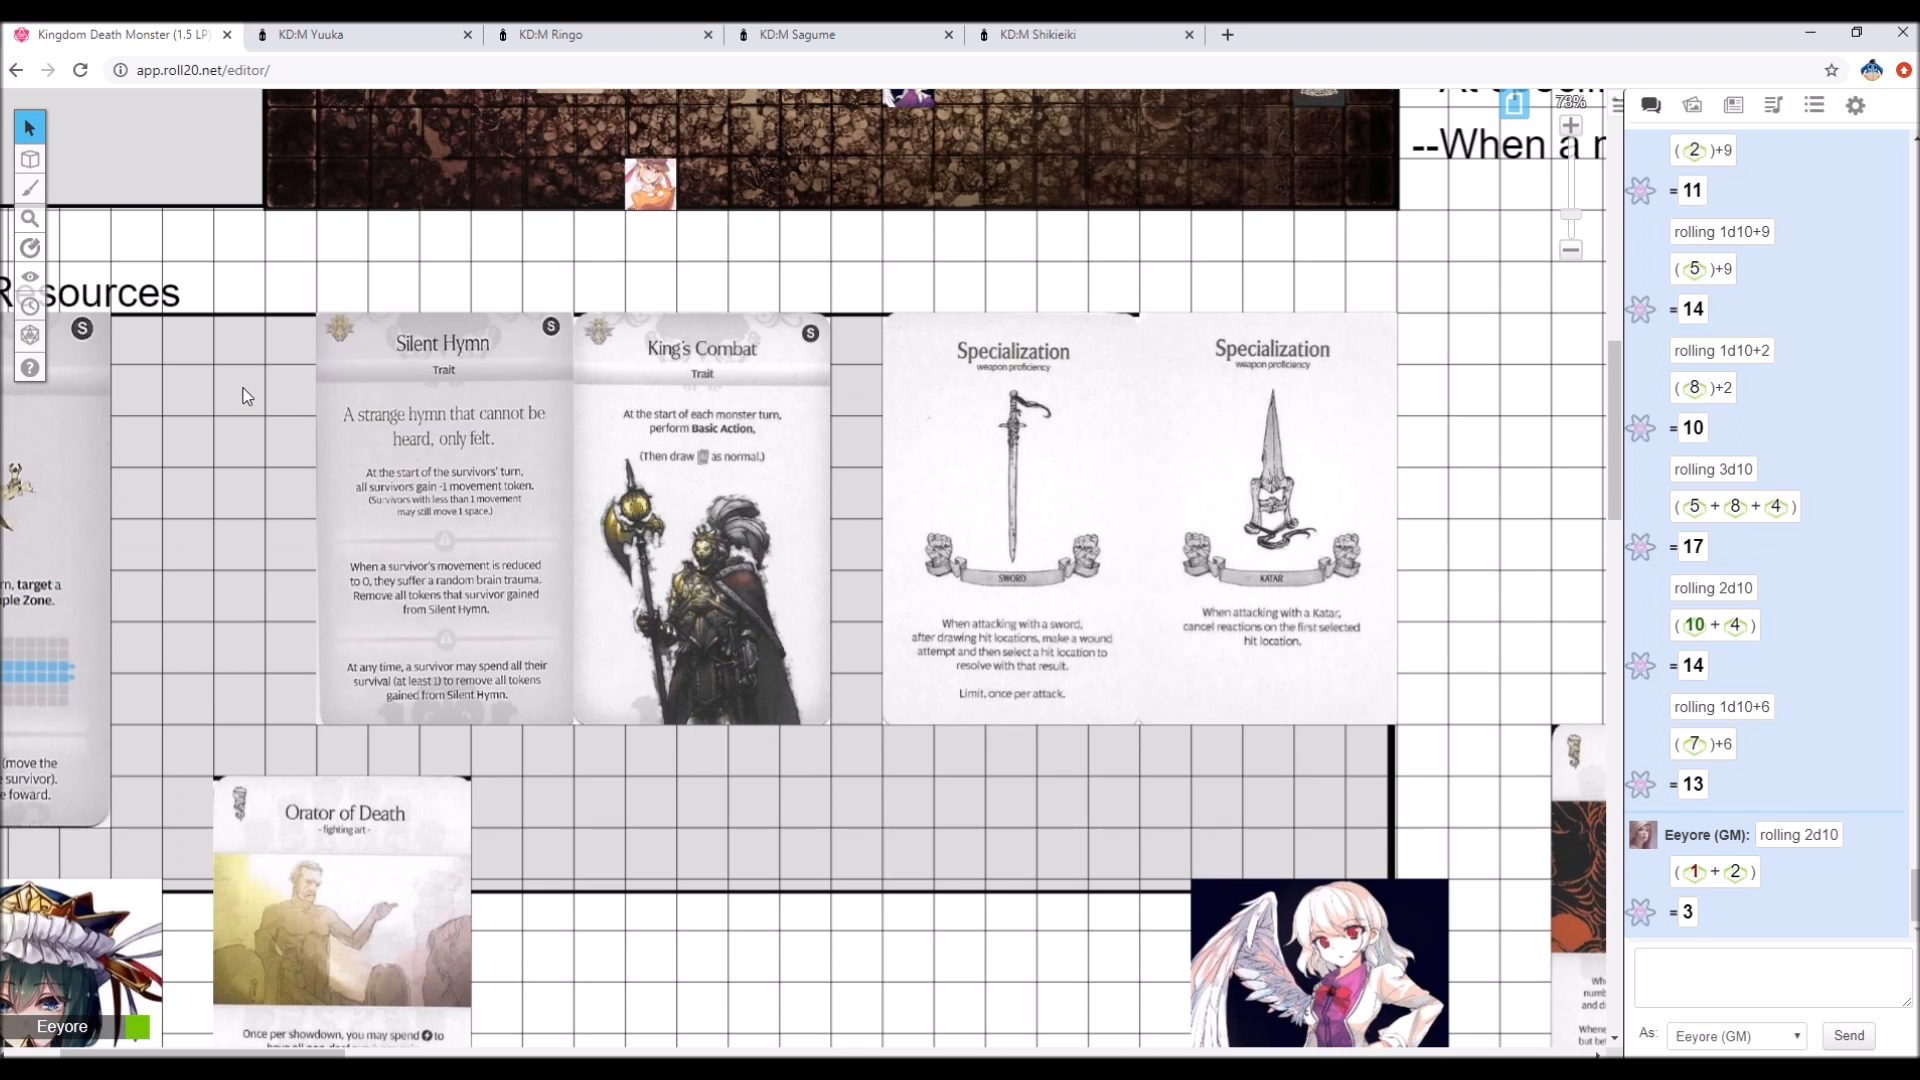 Kingdom Death Monster (1.5 LP)
KD:M Yuuka
KD:M Ringo
KD:M Sagume
KD:M Shikieiki
app.roll20.net/editor/
73%
--When a r
Resources
S
n, target a
ple Zone.
(move the
survivor).
e foward.
Silent Hymn
S
Trait
A strange hymn that cannot be
heard, only felt.
At the start of the survivors' turn,
all survivors gain -1 movement token.
(Survivors with less than 1 movement
may still move 1 space.)
When a survivor's movement is reduced
to 0, they suffer a random brain trauma.
Remove all tokens that survivor gained
from Silent Hymn.
At any time, a survivor may spend all their
survival (at least 1) to remove all tokens
gained from Silent Hymn.
King's Combat
S
Trait
At the start of each monster turn,
perform Basic Action,
(Then draw AI as normal.)
Specialization
weapon proficiency
SWORD
When attacking with a sword,
after drawing hit locations, make a wound
attempt and then select a hit location to
resolve with that result.
Limit, once per attack.
Specialization
weapon proficiency
KATAR
When attacking with a Katar,
cancel reactions on the first selected
hit location.
Orator of Death
- fighting art -
Once per showdown, you may spend to
Eeyore
Wh
numb
and d
Whene
but be
(2)+9
= 11
rolling 1d10+9
(5)+9
= 14
rolling 1d10+2
(8)+2
= 10
rolling 3d10
(5+8+4)
= 17
rolling 2d10
(10+4)
= 14
rolling 1d10+6
(7)+6
= 13
Eeyore (GM): rolling 2d10
(1+2)
= 3
As: Eeyore (GM) Send